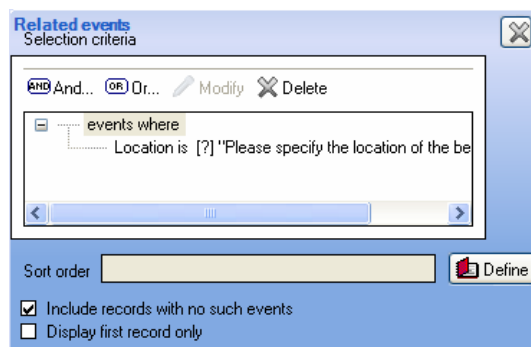 Related events
Selection criteria
AND And... OR Or... Modify Delete
events where
Location is [?] "Please specify the location of the be
Sort order
Define
Include records with no such events
Display first record only